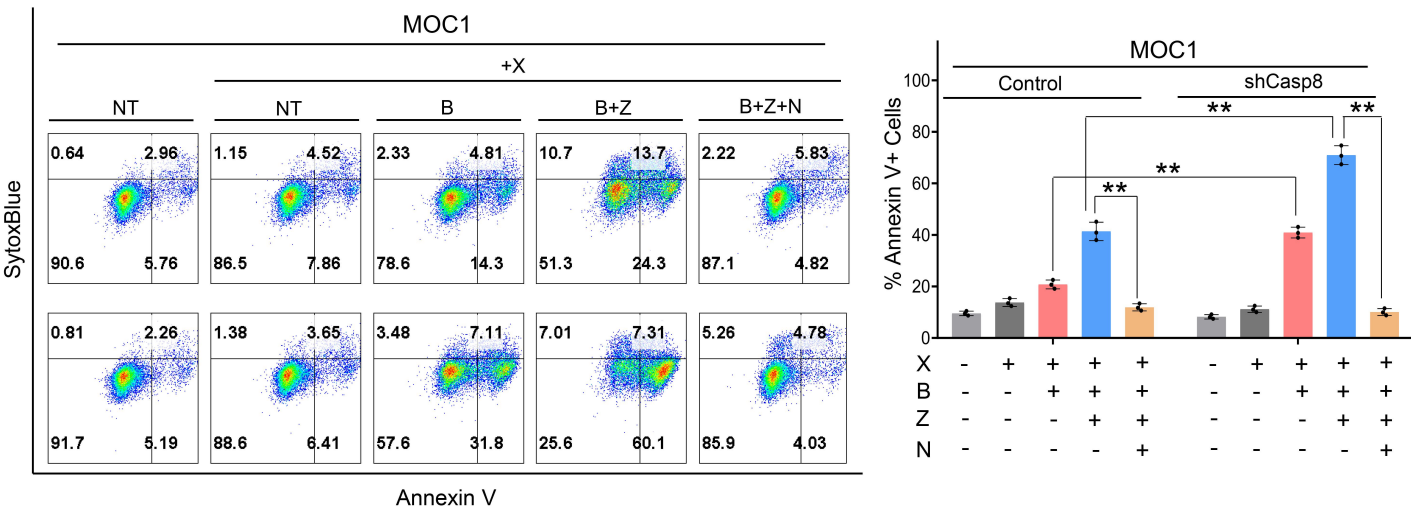 MOC1
+X
NT NT B B+Z B+Z+N
0.64 2.96 1.15 4.52 2.33 4.81 10.7 13.7 2.22 5.83
90.6 5.76 86.5 7.86 78.6 14.3 51.3 24.3 87.1 4.82
0.81 2.26 1.38 3.65 3.48 7.11 7.01 7.31 5.26 4.78
91.7 5.19 88.6 6.41 57.6 31.8 25.6 60.1 85.9 4.03
SytoxBlue
Annexin V
MOC1
Control shCasp8
** **
**
**
% Annexin V+ Cells
100
80
60
40
20
0
X - + + + + - + + + +
B - - + + + - - + + +
Z - - - + + - - - + +
N - - - - + - - - - +